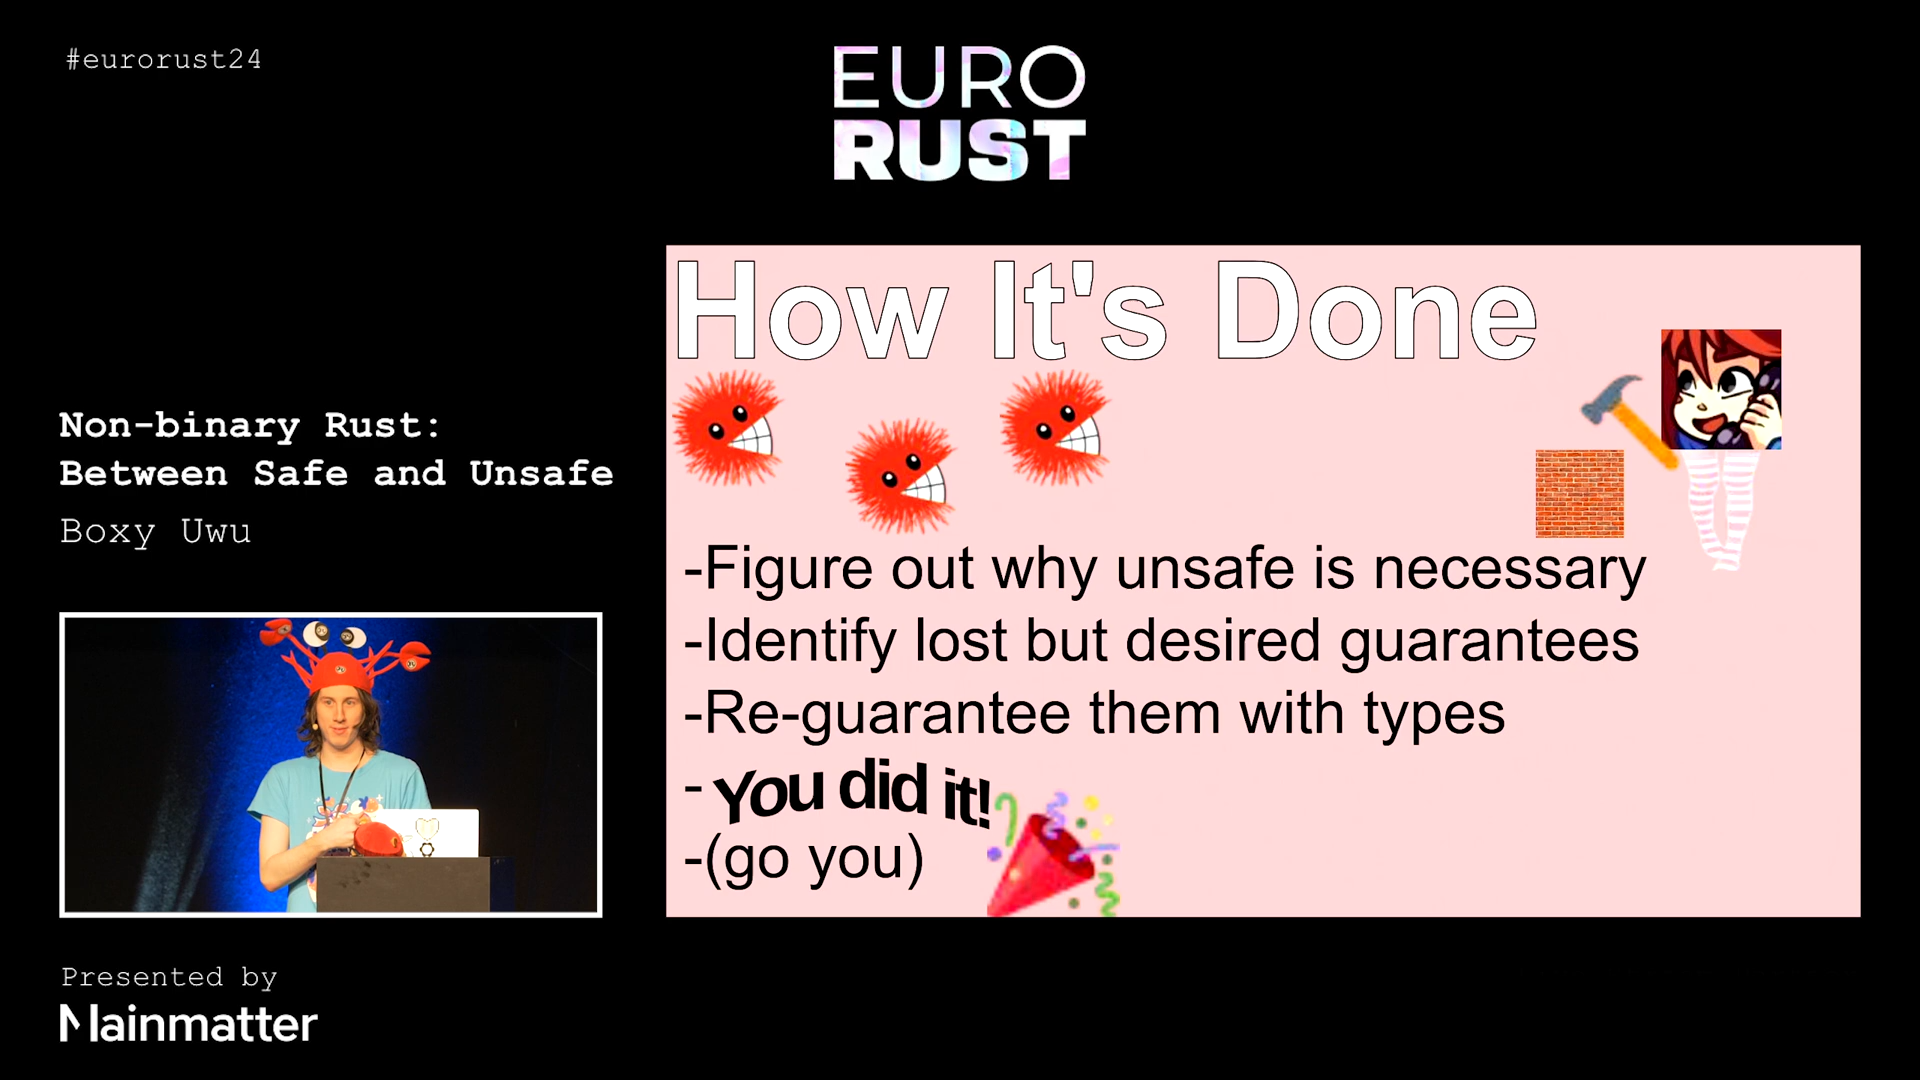 #eurorust24
EURO
RUST
Non-binary Rust:
Between Safe and Unsafe
Boxy Uwu
How It's Done
-Figure out why unsafe is necessary
-Identify lost but desired guarantees
-Re-guarantee them with types
-You did it!
-(go you)
Presented by
Mainmatter